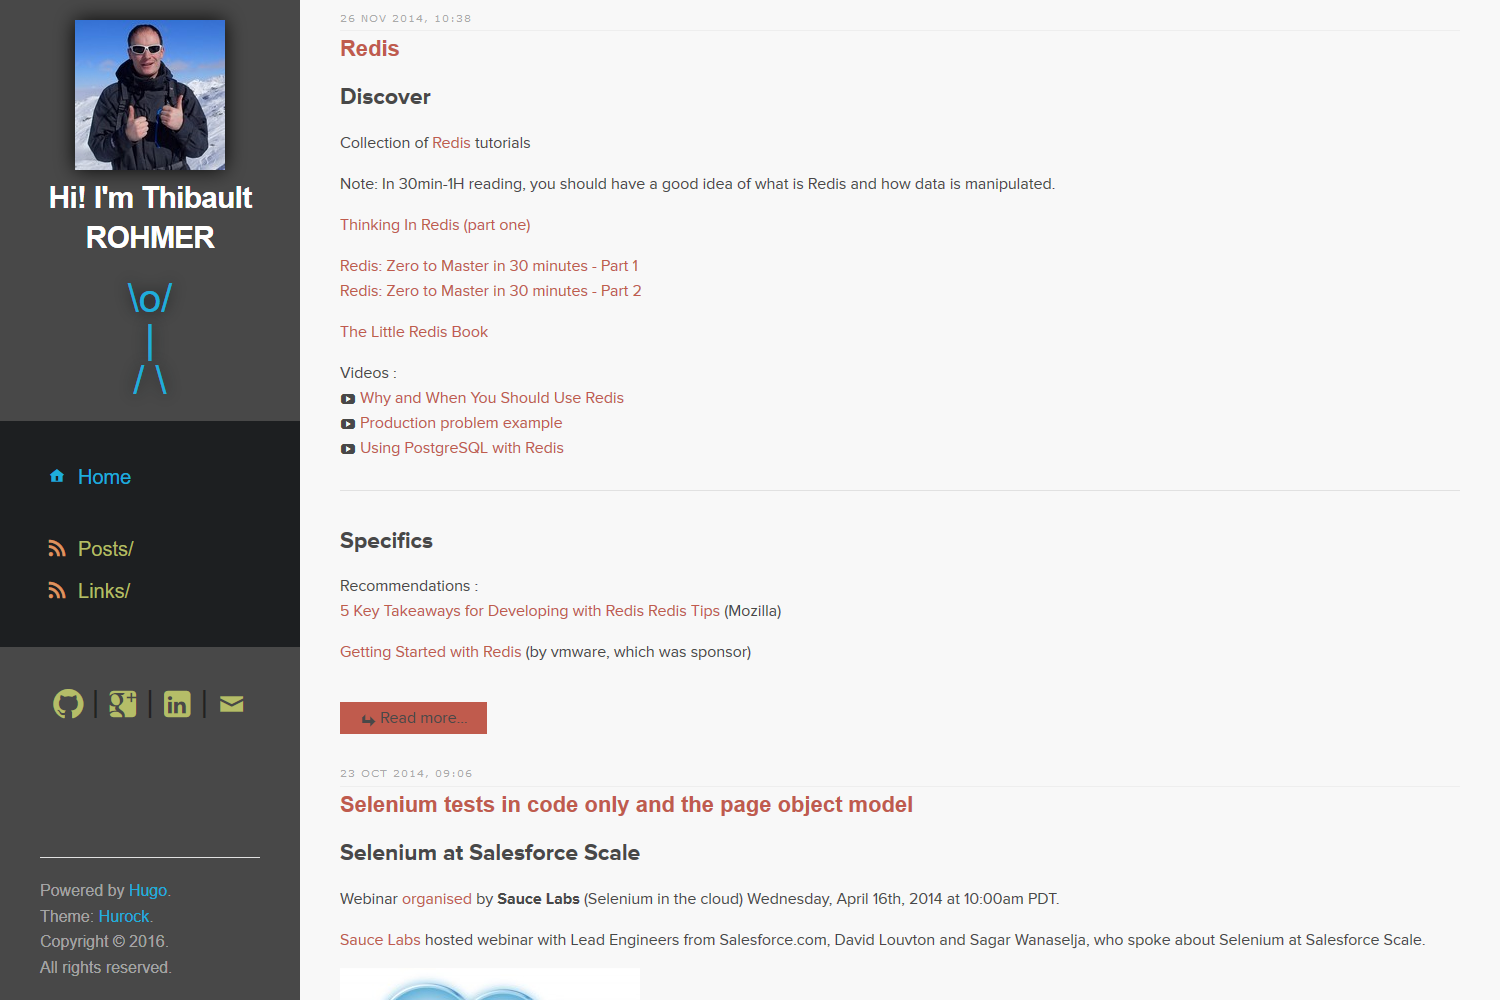 Hi! I'm Thibault
ROHMER
\o/
|
/ \
Home
Posts/
Links/
Powered by Hugo.
Theme: Hurock.
Copyright © 2016.
All rights reserved.
26 NOV 2014, 10:38
Redis
Discover
Collection of Redis tutorials
Note: In 30min-1H reading, you should have a good idea of what is Redis and how data is manipulated.
Thinking In Redis (part one)
Redis: Zero to Master in 30 minutes - Part 1
Redis: Zero to Master in 30 minutes - Part 2
The Little Redis Book
Videos :
Why and When You Should Use Redis
Production problem example
Using PostgreSQL with Redis
Specifics
Recommendations :
5 Key Takeaways for Developing with Redis Redis Tips (Mozilla)
Getting Started with Redis (by vmware, which was sponsor)
Read more...
23 OCT 2014, 09:06
Selenium tests in code only and the page object model
Selenium at Salesforce Scale
Webinar organised by Sauce Labs (Selenium in the cloud) Wednesday, April 16th, 2014 at 10:00am PDT.
Sauce Labs hosted webinar with Lead Engineers from Salesforce.com, David Louvton and Sagar Wanaselja, who spoke about Selenium at Salesforce Scale.